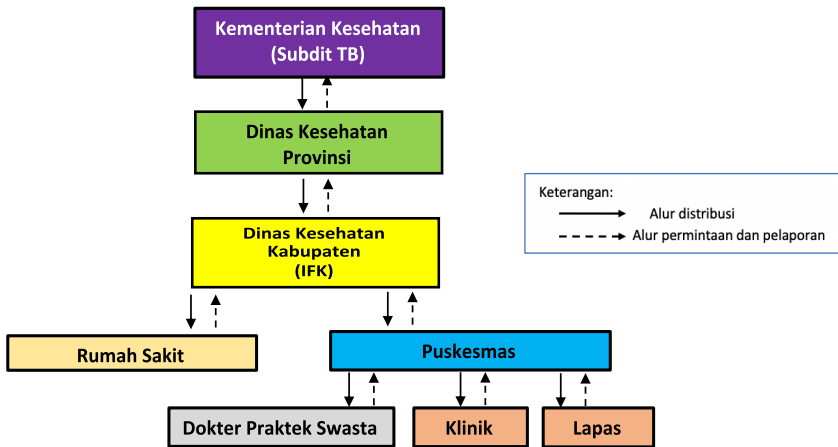 Kementerian Kesehatan
(Subdit TB)
Dinas Kesehatan
Provinsi
Keterangan:
Alur distribusi
Alur permintaan dan pelaporan
Dinas Kesehatan
Kabupaten
(IFK)
Rumah Sakit
Puskesmas
Dokter Praktek Swasta
Klinik
Lapas